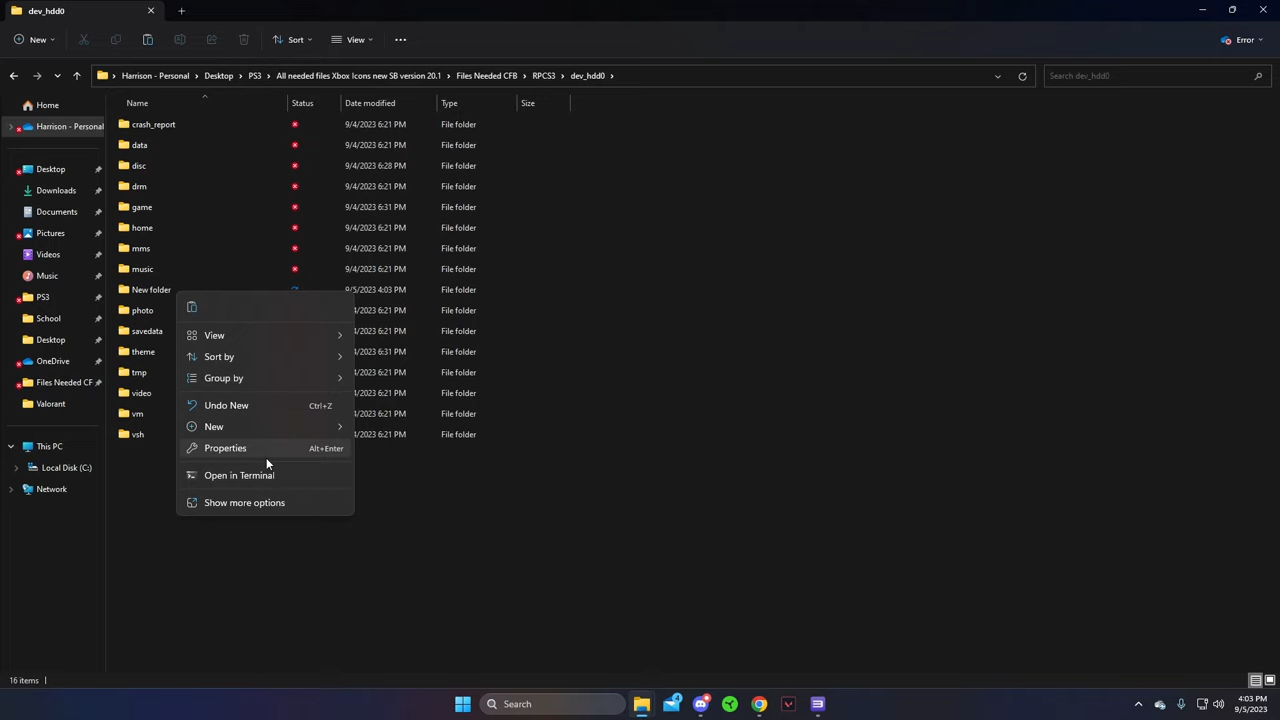 dev_hdd0
New
Sort
View
Error
Harrison - Personal > Desktop > PS3 > All needed files Xbox Icons new SB version 20.1 > Files Needed CFB > RPCS3 > dev_hdd0 >
Search dev_hdd0
Name Status Date modified Type Size
Home
Harrison - Personal
Desktop
Downloads
Documents
Pictures
Videos
Music
PS3
School
Desktop
OneDrive
Files Needed CF
Valorant
This PC
Local Disk (C:)
Network
crash_report 9/4/2023 6:21 PM File folder
data 9/4/2023 6:21 PM File folder
disc 9/4/2023 6:28 PM File folder
drm 9/4/2023 6:21 PM File folder
game 9/4/2023 6:31 PM File folder
home 9/4/2023 6:21 PM File folder
mms 9/4/2023 6:21 PM File folder
music 9/4/2023 6:21 PM File folder
New folder 9/5/2023 4:03 PM File folder
photo /4/2023 6:21 PM File folder
savedata /4/2023 6:21 PM File folder
theme /4/2023 6:31 PM File folder
tmp /4/2023 6:21 PM File folder
video /4/2023 6:21 PM File folder
vm /4/2023 6:21 PM File folder
vsh /4/2023 6:21 PM File folder
View
Sort by
Group by
Undo New Ctrl+Z
New
Properties Alt+Enter
Open in Terminal
Show more options
16 items
Search
4
4:03 PM
9/5/2023